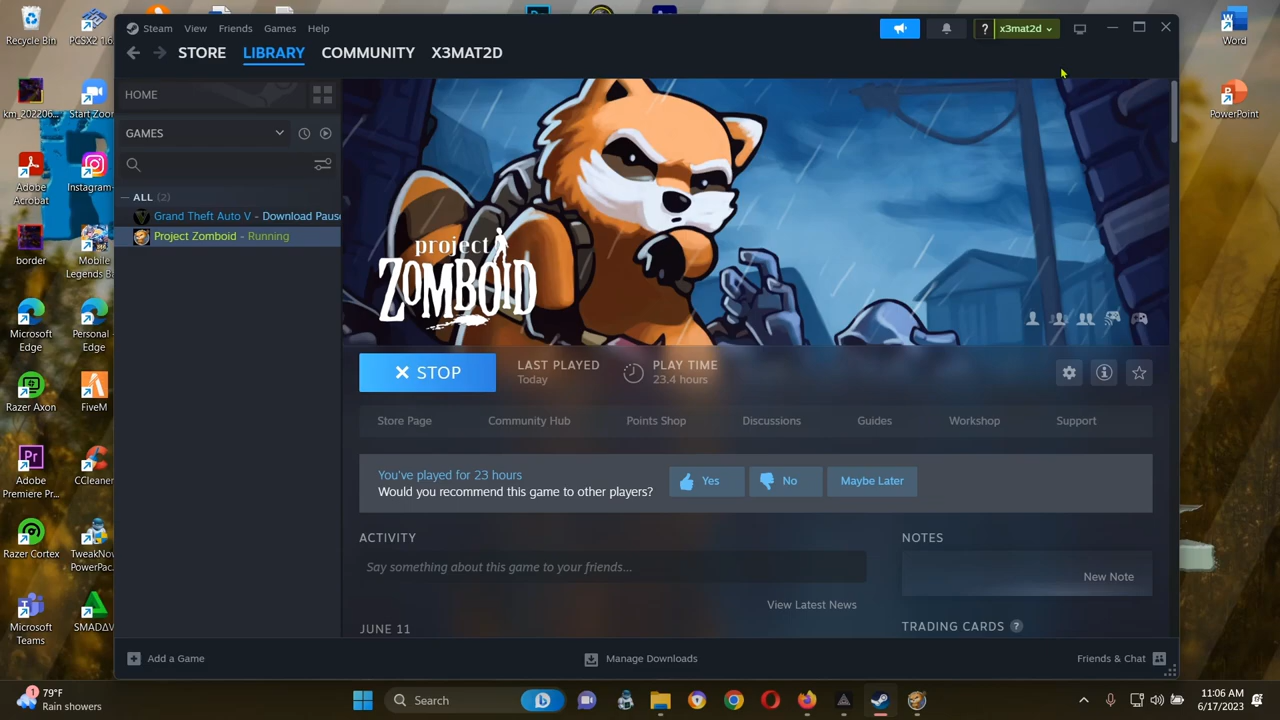 Steam View Friends Games Help
? x3mat2d
STORE LIBRARY COMMUNITY X3MAT2D
HOME
GAMES
ALL (2)
Grand Theft Auto V - Download Pause
Project Zomboid - Running
project
ZOMBOID
STOP
LAST PLAYED
Today
PLAY TIME
23.4 hours
Store Page Community Hub Points Shop Discussions Guides Workshop Support
You've played for 23 hours
Would you recommend this game to other players?
Yes No Maybe Later
ACTIVITY
Say something about this game to your friends...
View Latest News
JUNE 11
NOTES
New Note
TRADING CARDS ?
Add a Game
Manage Downloads
Friends & Chat
Recycle Bin
PCSX2 1.6
km_202206...
Start Zoom
Adobe
Acrobat
Instagram
border
Mobile
Legends B
Microsoft
Edge
Personal -
Edge
Razer Axon
FiveM
Adobe
Premiere Pr...
CCleaner
Razer Cortex
TweakNow
PowerPac...
Microsoft
Teams
SMADΔV
Word
PowerPoint
1
79°F
Rain showers
Search
11:06 AM
6/17/2023